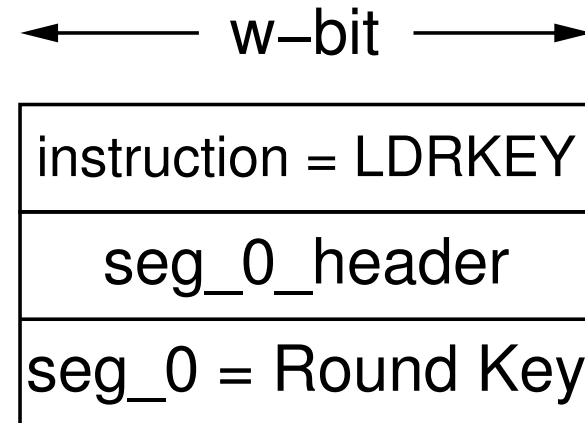 w–bit
instruction = LDRKEY
seg_0_header
seg_0 = Round Key